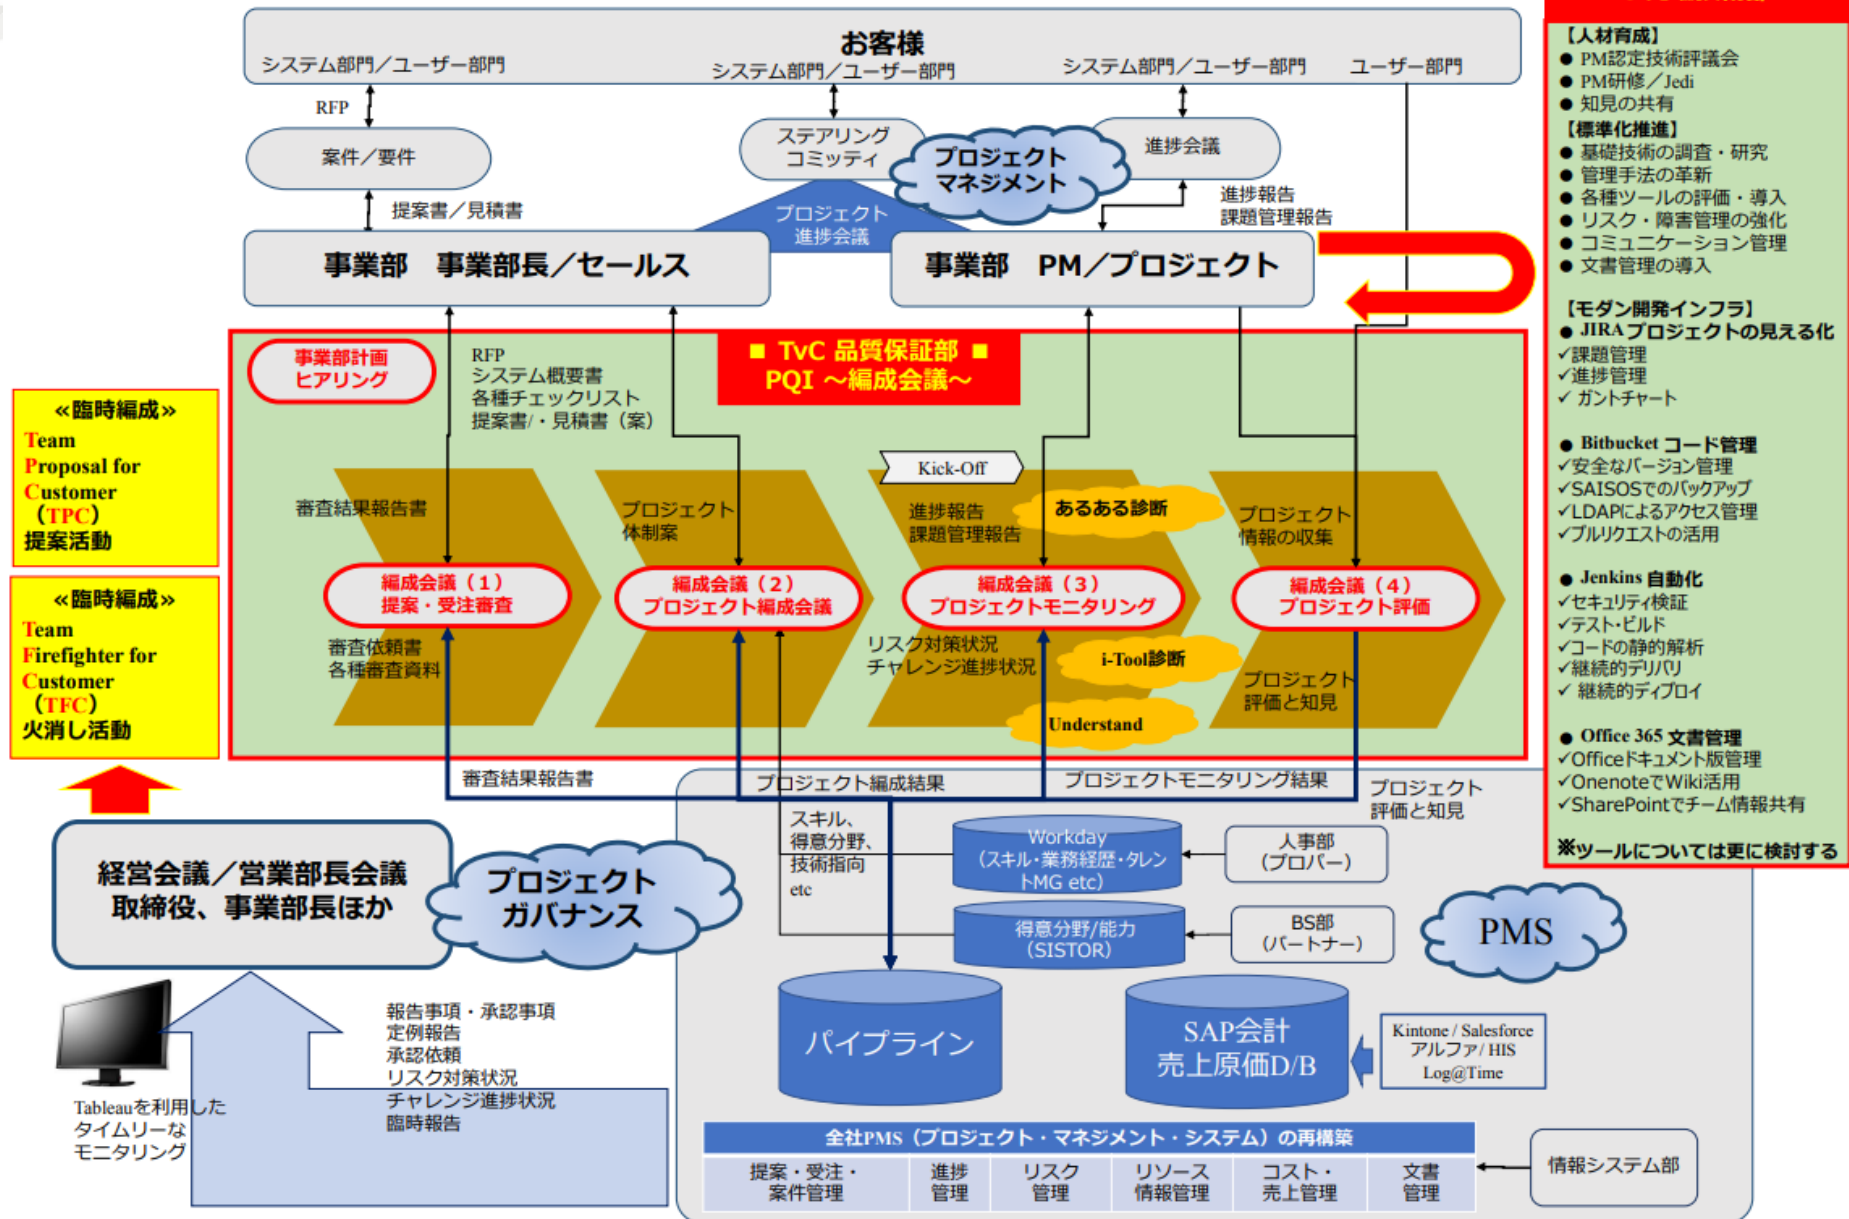 お客様
システム部門／ユーザー部門
システム部門／ユーザー部門
システム部門／ユーザー部門
ユーザー部門
RFP
案件／要件
ステアリング
コミッティ
プロジェクト
マネジメント
進捗会議
提案書／見積書
プロジェクト
進捗会議
進捗報告
課題管理報告
事業部　事業部長／セールス
事業部　PM／プロジェクト
事業部計画
ヒアリング
RFP
システム概要書
各種チェックリスト
提案書/・見積書（案）
■ TvC 品質保証部 ■
PQI ～編成会議～
«臨時編成»
Team
Proposal for
Customer
（TPC）
提案活動
«臨時編成»
Team
Firefighter for
Customer
（TFC）
火消し活動
審査結果報告書
プロジェクト
体制案
Kick-Off
進捗報告
課題管理報告
あるある診断
プロジェクト
情報の収集
編成会議（1）
提案・受注審査
編成会議（2）
プロジェクト編成会議
編成会議（3）
プロジェクトモニタリング
編成会議（4）
プロジェクト評価
審査依頼書
各種審査資料
リスク対策状況
チャレンジ進捗状況
i-Tool診断
Understand
プロジェクト
評価と知見
審査結果報告書
プロジェクト編成結果
プロジェクトモニタリング結果
プロジェクト
評価と知見
スキル、
得意分野、
技術指向
etc
Workday
（スキル・業務経歴・タレン
トMG etc）
人事部
（プロパー）
得意分野/能力
（SISTOR）
BS部
（パートナー）
PMS
経営会議／営業部長会議
取締役、事業部長ほか
プロジェクト
ガバナンス
パイプライン
SAP会計
売上原価D/B
Kintone / Salesforce
アルファ/ HIS
Log@Time
報告事項・承認事項
定例報告
承認依頼
リスク対策状況
チャレンジ進捗状況
臨時報告
Tableauを利用した
タイムリーな
モニタリング
全社PMS（プロジェクト・マネジメント・システム）の再構築
提案・受注・
案件管理
進捗
管理
リスク
管理
リソース
情報管理
コスト・
売上管理
文書
管理
情報システム部
【人材育成】
● PM認定技術評議会
● PM研修／Jedi
● 知見の共有
【標準化推進】
● 基礎技術の調査・研究
● 管理手法の革新
● 各種ツールの評価・導入
● リスク・障害管理の強化
● コミュニケーション管理
● 文書管理の導入
【モダン開発インフラ】
● JIRAプロジェクトの見える化
✓課題管理
✓進捗管理
✓ ガントチャート
● Bitbucket コード管理
✓安全なバージョン管理
✓SAISOSでのバックアップ
✓LDAPによるアクセス管理
✓プルリクエストの活用
● Jenkins 自動化
✓セキュリティ検証
✓テスト・ビルド
✓コードの静的解析
✓継続的デリバリ
✓ 継続的ディプロイ
● Office 365 文書管理
✓Officeドキュメント版管理
✓OnenoteでWiki活用
✓SharePointでチーム情報共有
※ツールについては更に検討する